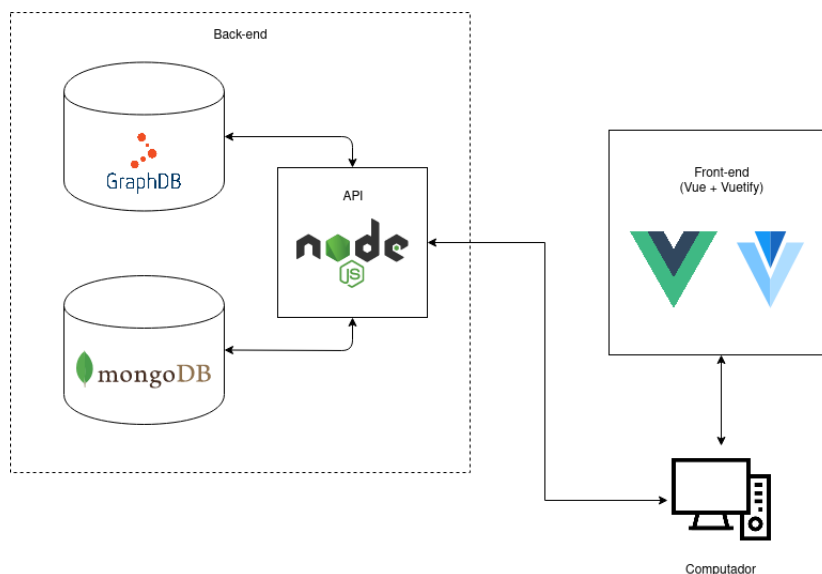 Back-end
GraphDB
API
node
JS
mongoDB
Front-end
(Vue + Vuetify)
Computador